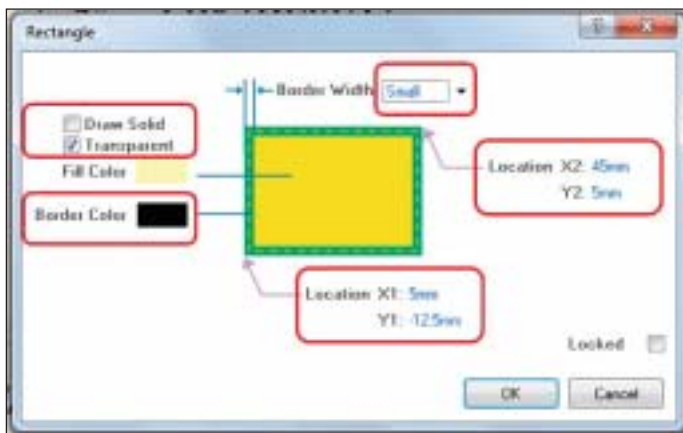 Rectangle
Border Width Small
Draw Solid
Transparent
Fill Color
Border Color
Location X2: 45mm
Y2: 5mm
Location X1: 5mm
Y1: -12.5mm
Locked
OK
Cancel